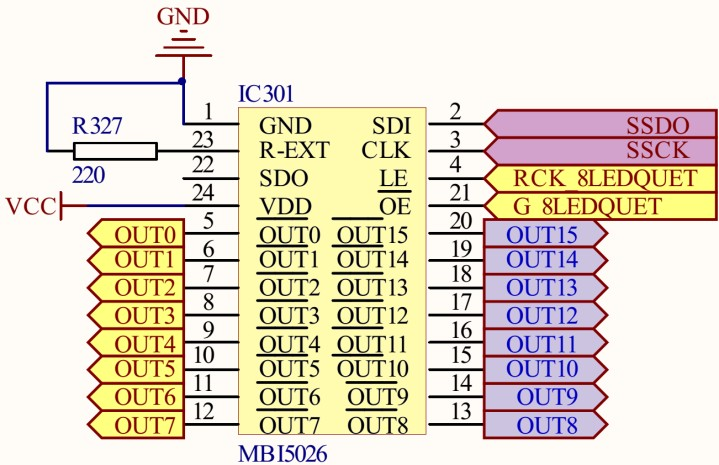 GND
IC301
1 GND SDI 2 SSDO
R327 23 R-EXT CLK 3 SSCK
220 22 SDO LE 4 RCK_8LEDQUET
VCC 24 VDD OE 21 G_8LEDQUET
OUT0 5 OUT0 OUT15 20 OUT15
OUT1 6 OUT1 OUT14 19 OUT14
OUT2 7 OUT2 OUT13 18 OUT13
OUT3 8 OUT3 OUT12 17 OUT12
OUT4 9 OUT4 OUT11 16 OUT11
OUT5 10 OUT5 OUT10 15 OUT10
OUT6 11 OUT6 OUT9 14 OUT9
OUT7 12 OUT7 OUT8 13 OUT8
MBI5026